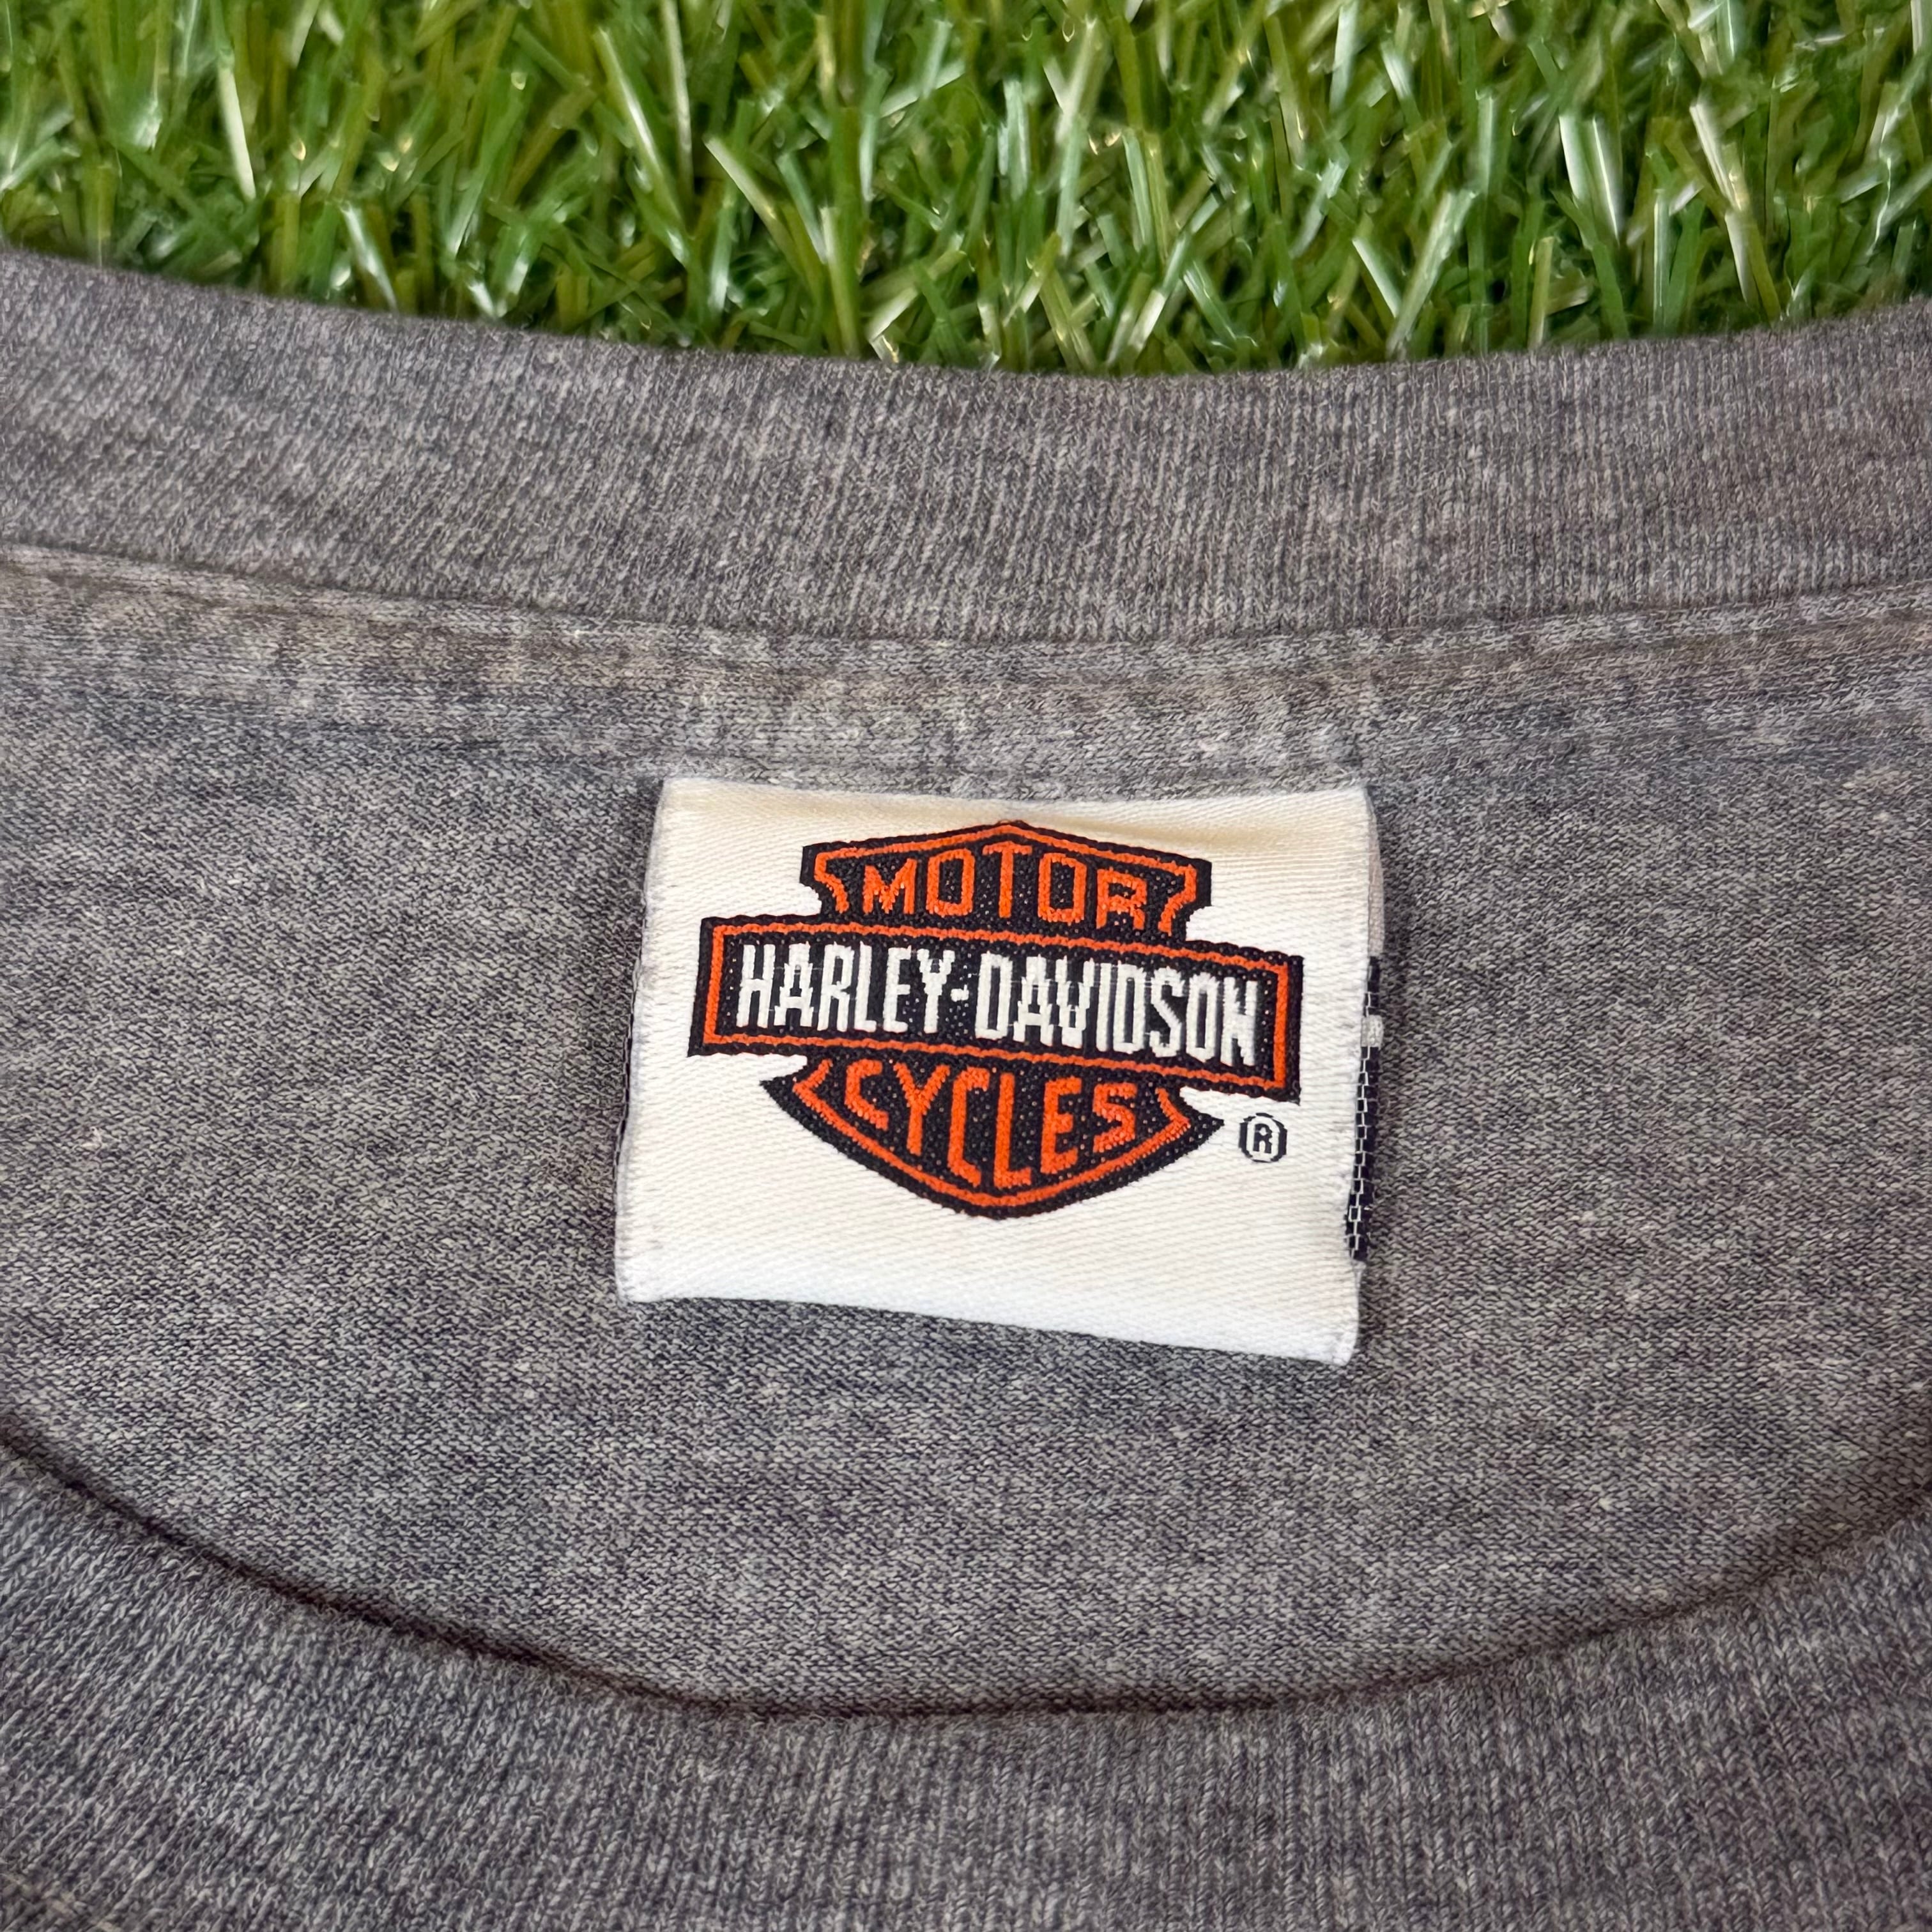 MOTOR
HARLEY-DAVIDSON
CYCLES
®